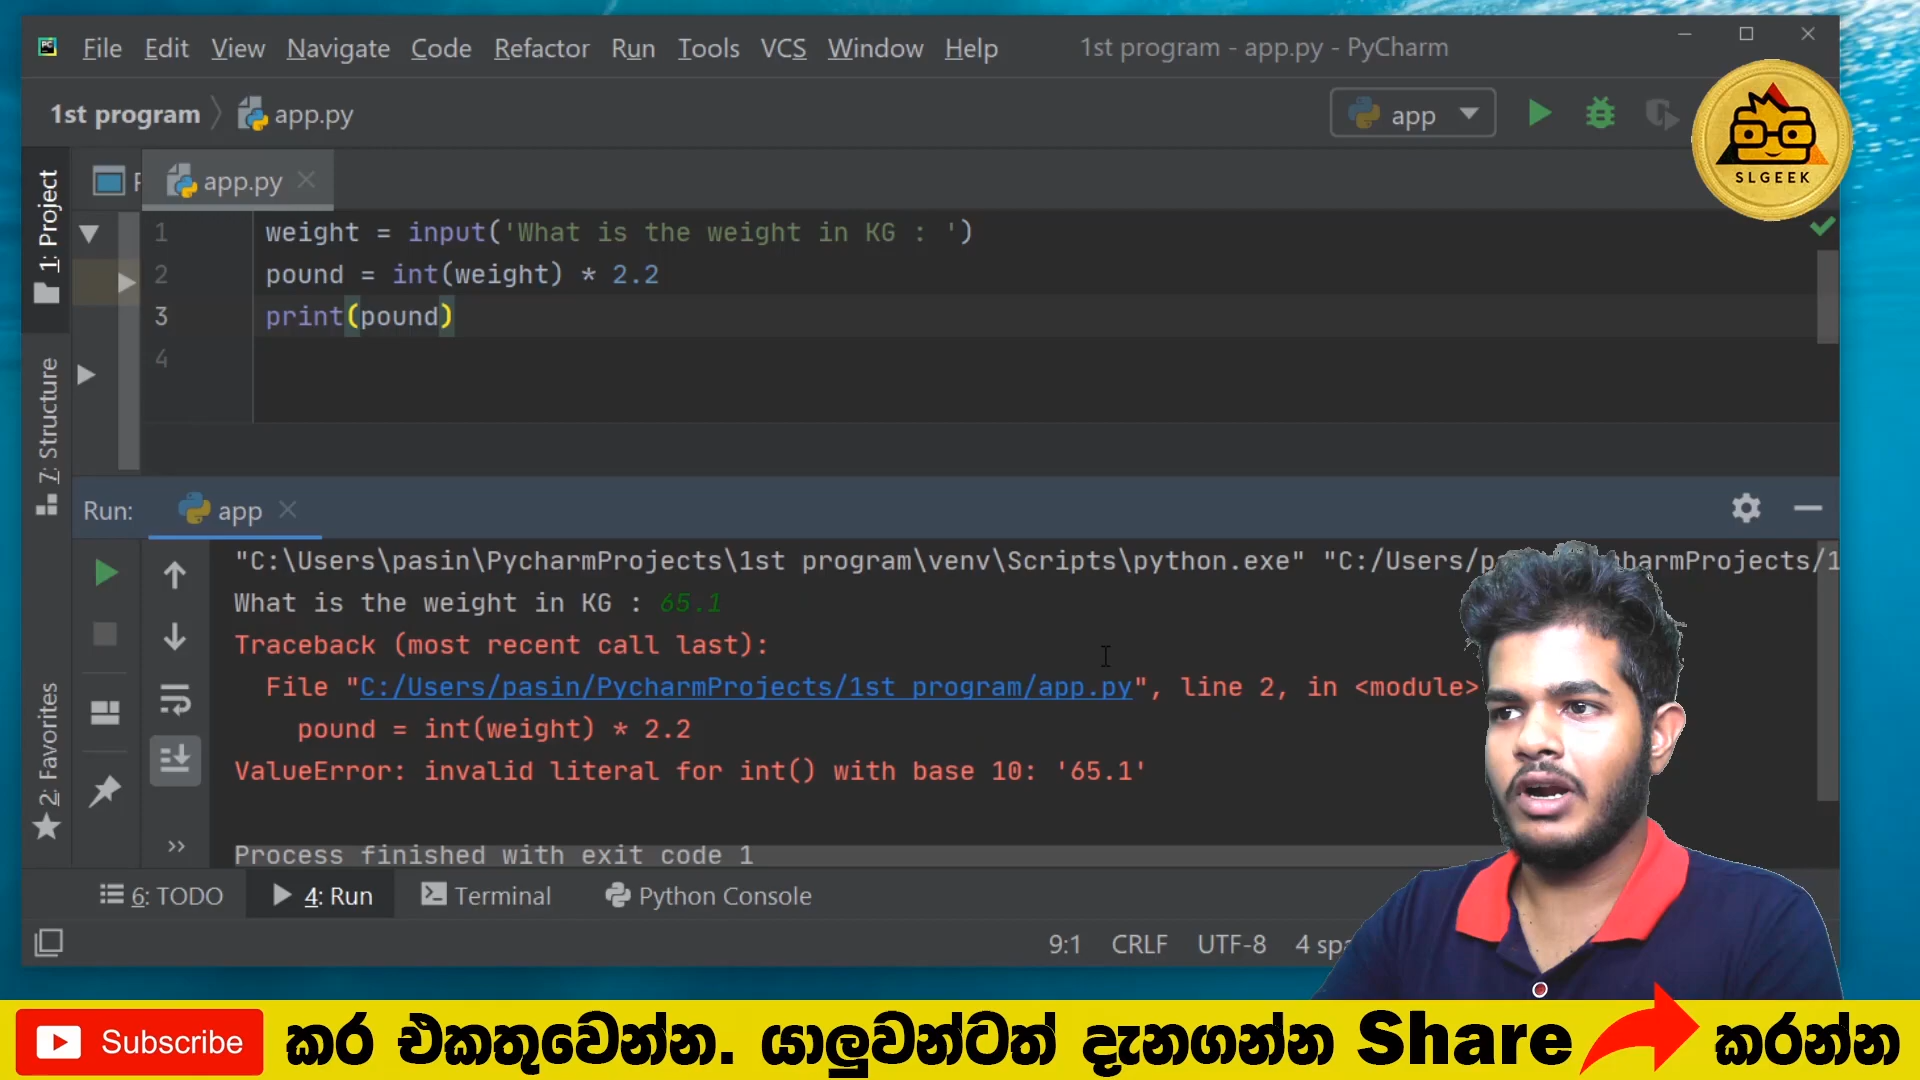 File Edit View Navigate Code Refactor Run Tools VCS Window Help 1st program - app.py - PyCharm
1st program app.py app
SLGEEK
1: Project
app.py
1 weight = input('What is the weight in KG : ')
2 pound = int(weight) * 2.2
3 print(pound)
4
7: Structure
Run: app
"C:\Users\pasin\PycharmProjects\1st program\venv\Scripts\python.exe" "C:/Users/
What is the weight in KG : 65.1
Traceback (most recent call last):
File "C:/Users/pasin/PycharmProjects/1st program/app.py", line 2, in <module>
pound = int(weight) * 2.2
ValueError: invalid literal for int() with base 10: '65.1'
Process finished with exit code 1
2: Favorites
6: TODO 4: Run Terminal Python Console
9:1 CRLF UTF-8 4
Subscribe කර එකතුවෙන්න. යාලුවන්ටත් දැනගන්න Share කරන්න